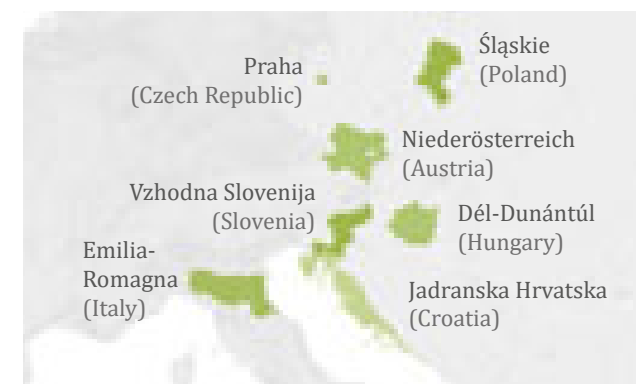 Śląskie
(Poland)
Praha
(Czech Republic)
Niederösterreich
(Austria)
Vzhodna Slovenija
(Slovenia)
Dél-Dunántúl
(Hungary)
Emilia-
Romagna
(Italy)
Jadranska Hrvatska
(Croatia)